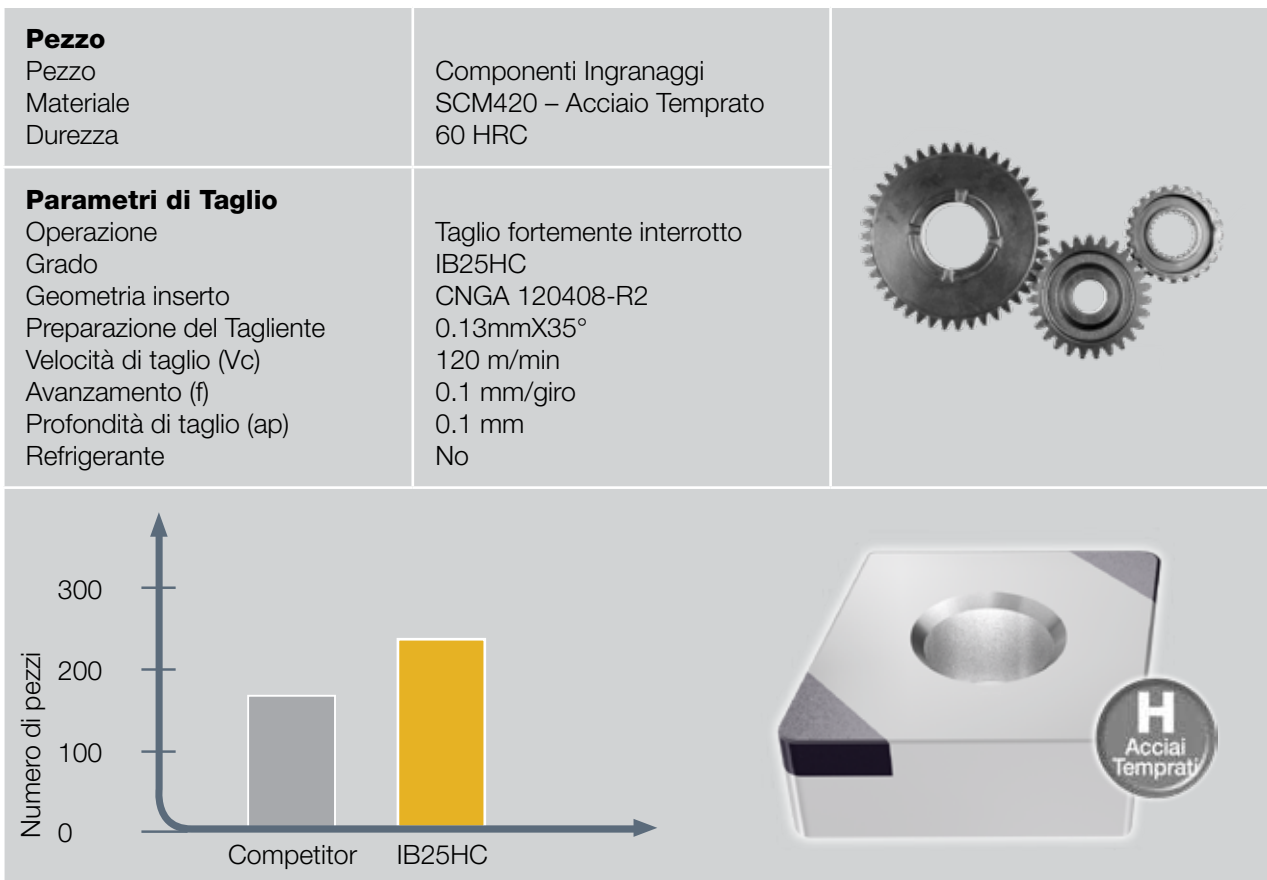 Pezzo
Pezzo Componenti Ingranaggi
Materiale SCM420 – Acciaio Temprato
Durezza 60 HRC
Parametri di Taglio
Operazione Taglio fortemente interrotto
Grado IB25HC
Geometria inserto CNGA 120408-R2
Preparazione del Tagliente 0.13mmX35°
Velocità di taglio (Vc) 120 m/min
Avanzamento (f) 0.1 mm/giro
Profondità di taglio (ap) 0.1 mm
Refrigerante No
Numero di pezzi
300
200
100
0
Competitor IB25HC
H
Acciai
Temprati